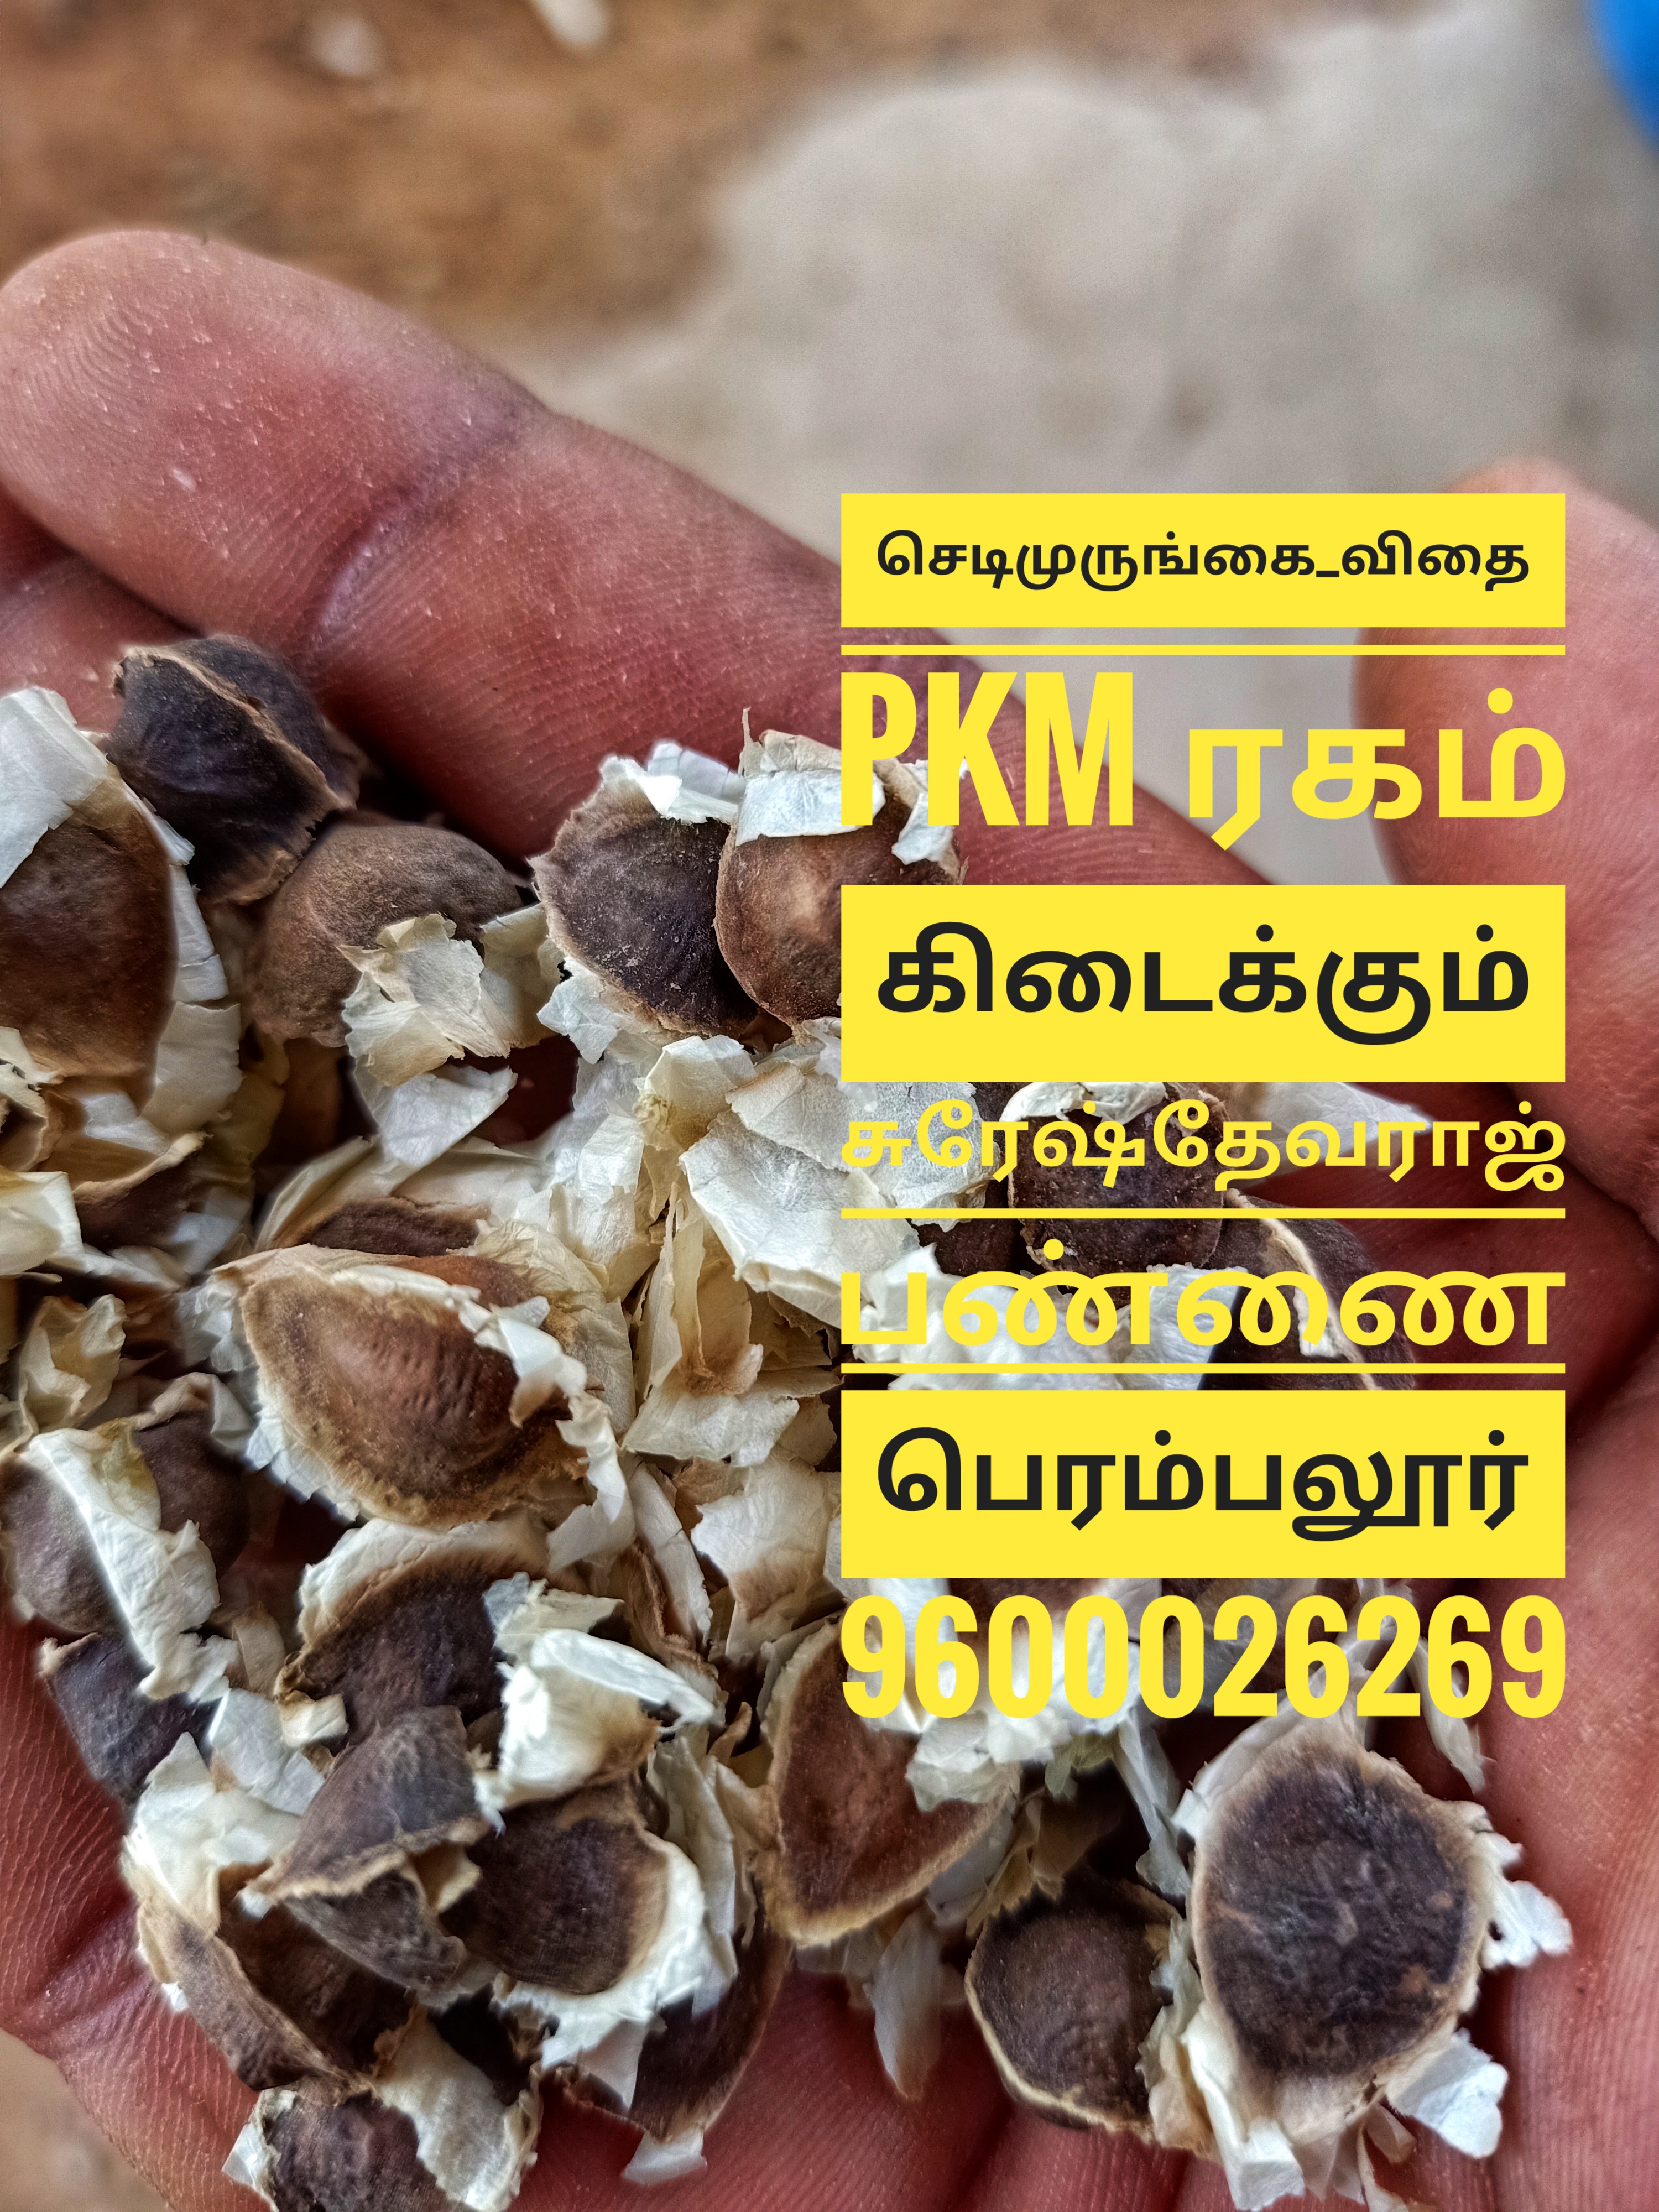 செடிமுருங்கை_விதை
PKM ரகம்
கிடைக்கும்
சுரேஷ்தேவராஜ்
பண்ணை
பெரம்பலூர்
9600026269